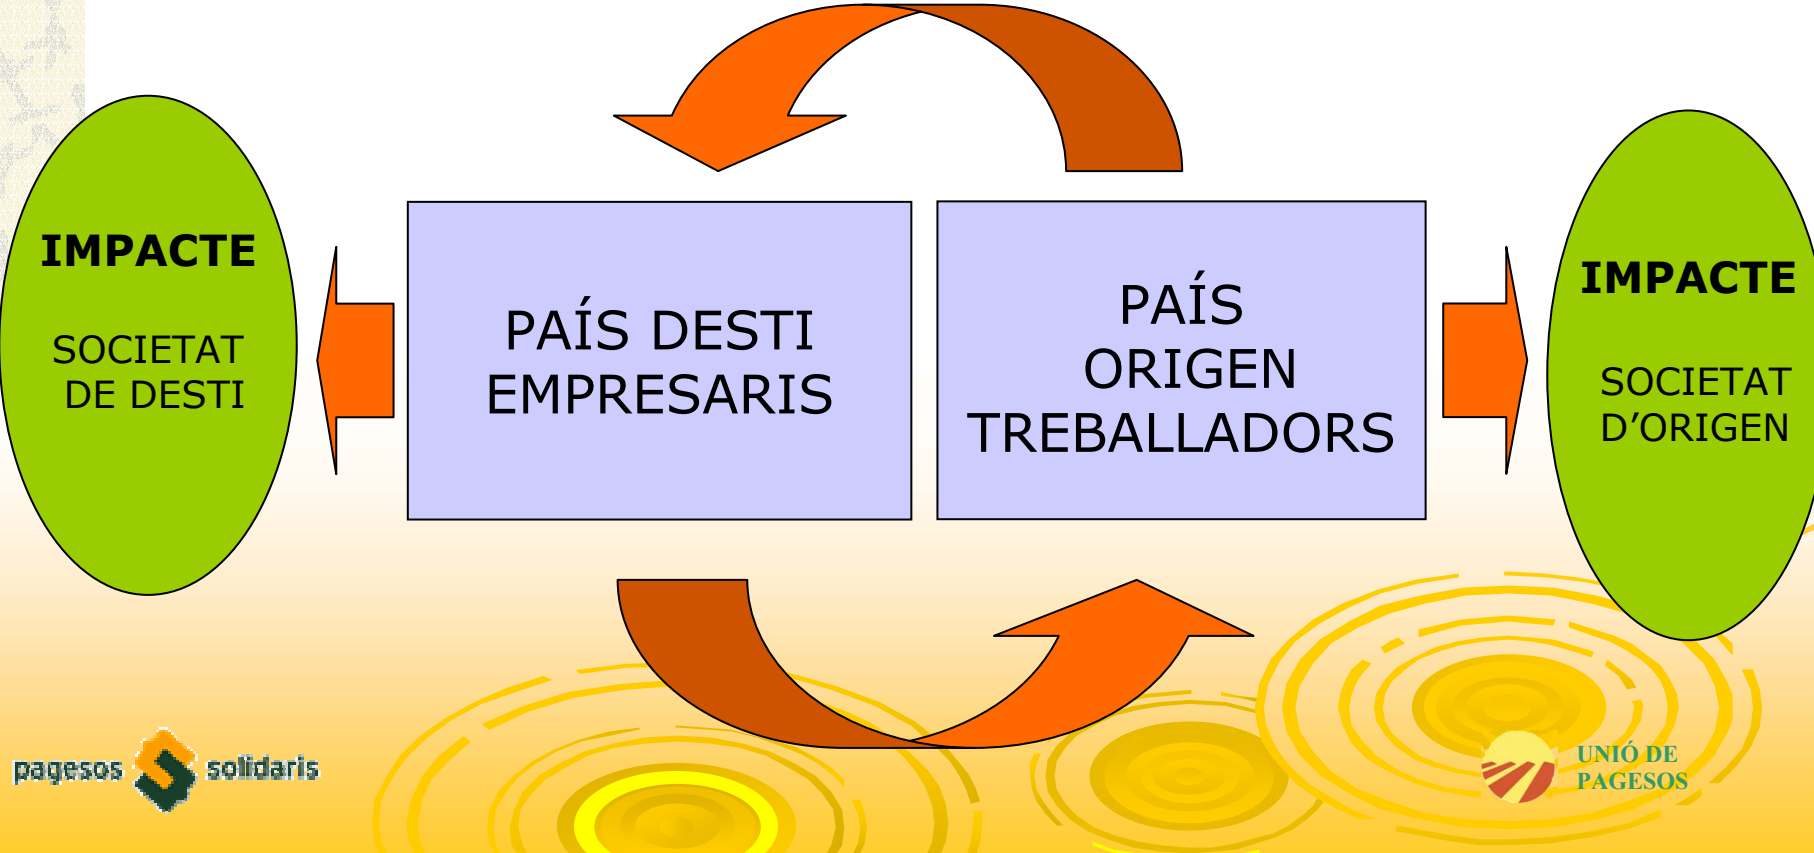 IMPACTE
SOCIETAT
DE DESTI
PAÍS DESTI
EMPRESARIS
PAÍS
ORIGEN
TREBALLADORS
IMPACTE
SOCIETAT
D’ORIGEN
pagesos solidaris
UNIÓ DE
PAGESOS